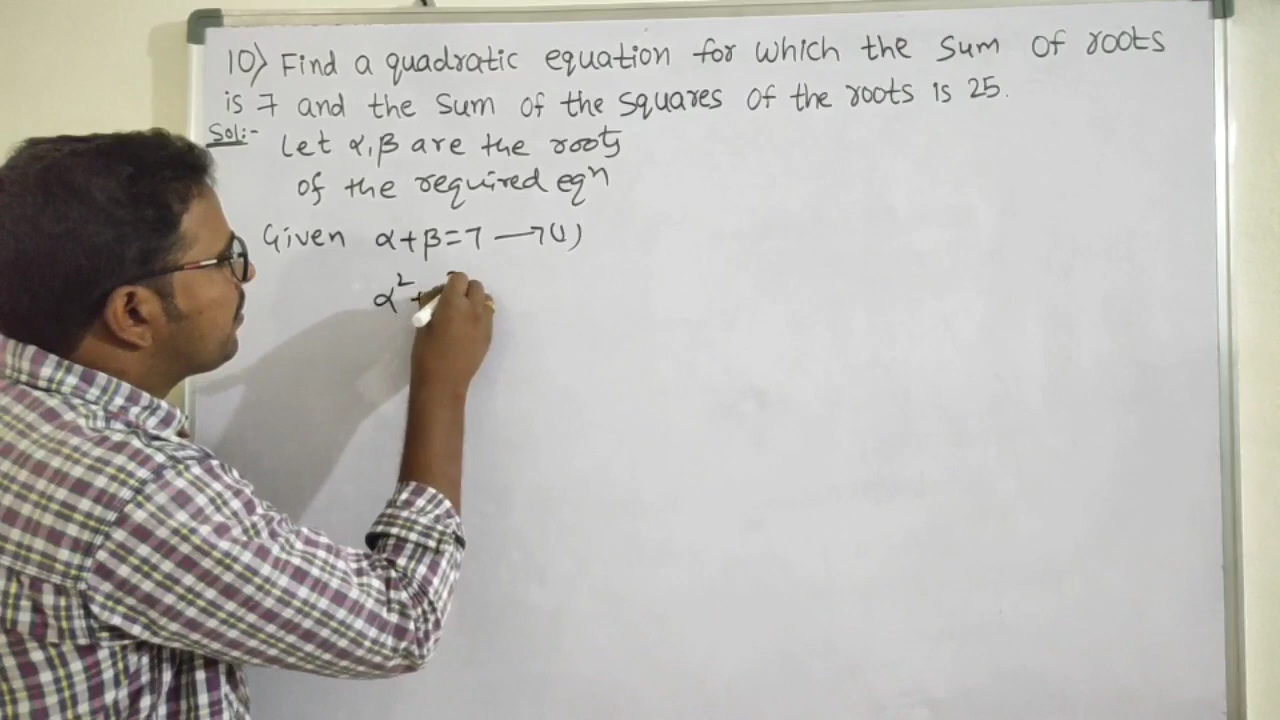 10) Find a quadratic equation for which the sum of roots
is 7 and the sum of the squares of the roots is 25.
Sol:-
Let α,β are the roots
of the required eqⁿ
Given α+β=7 →(1)
α²+